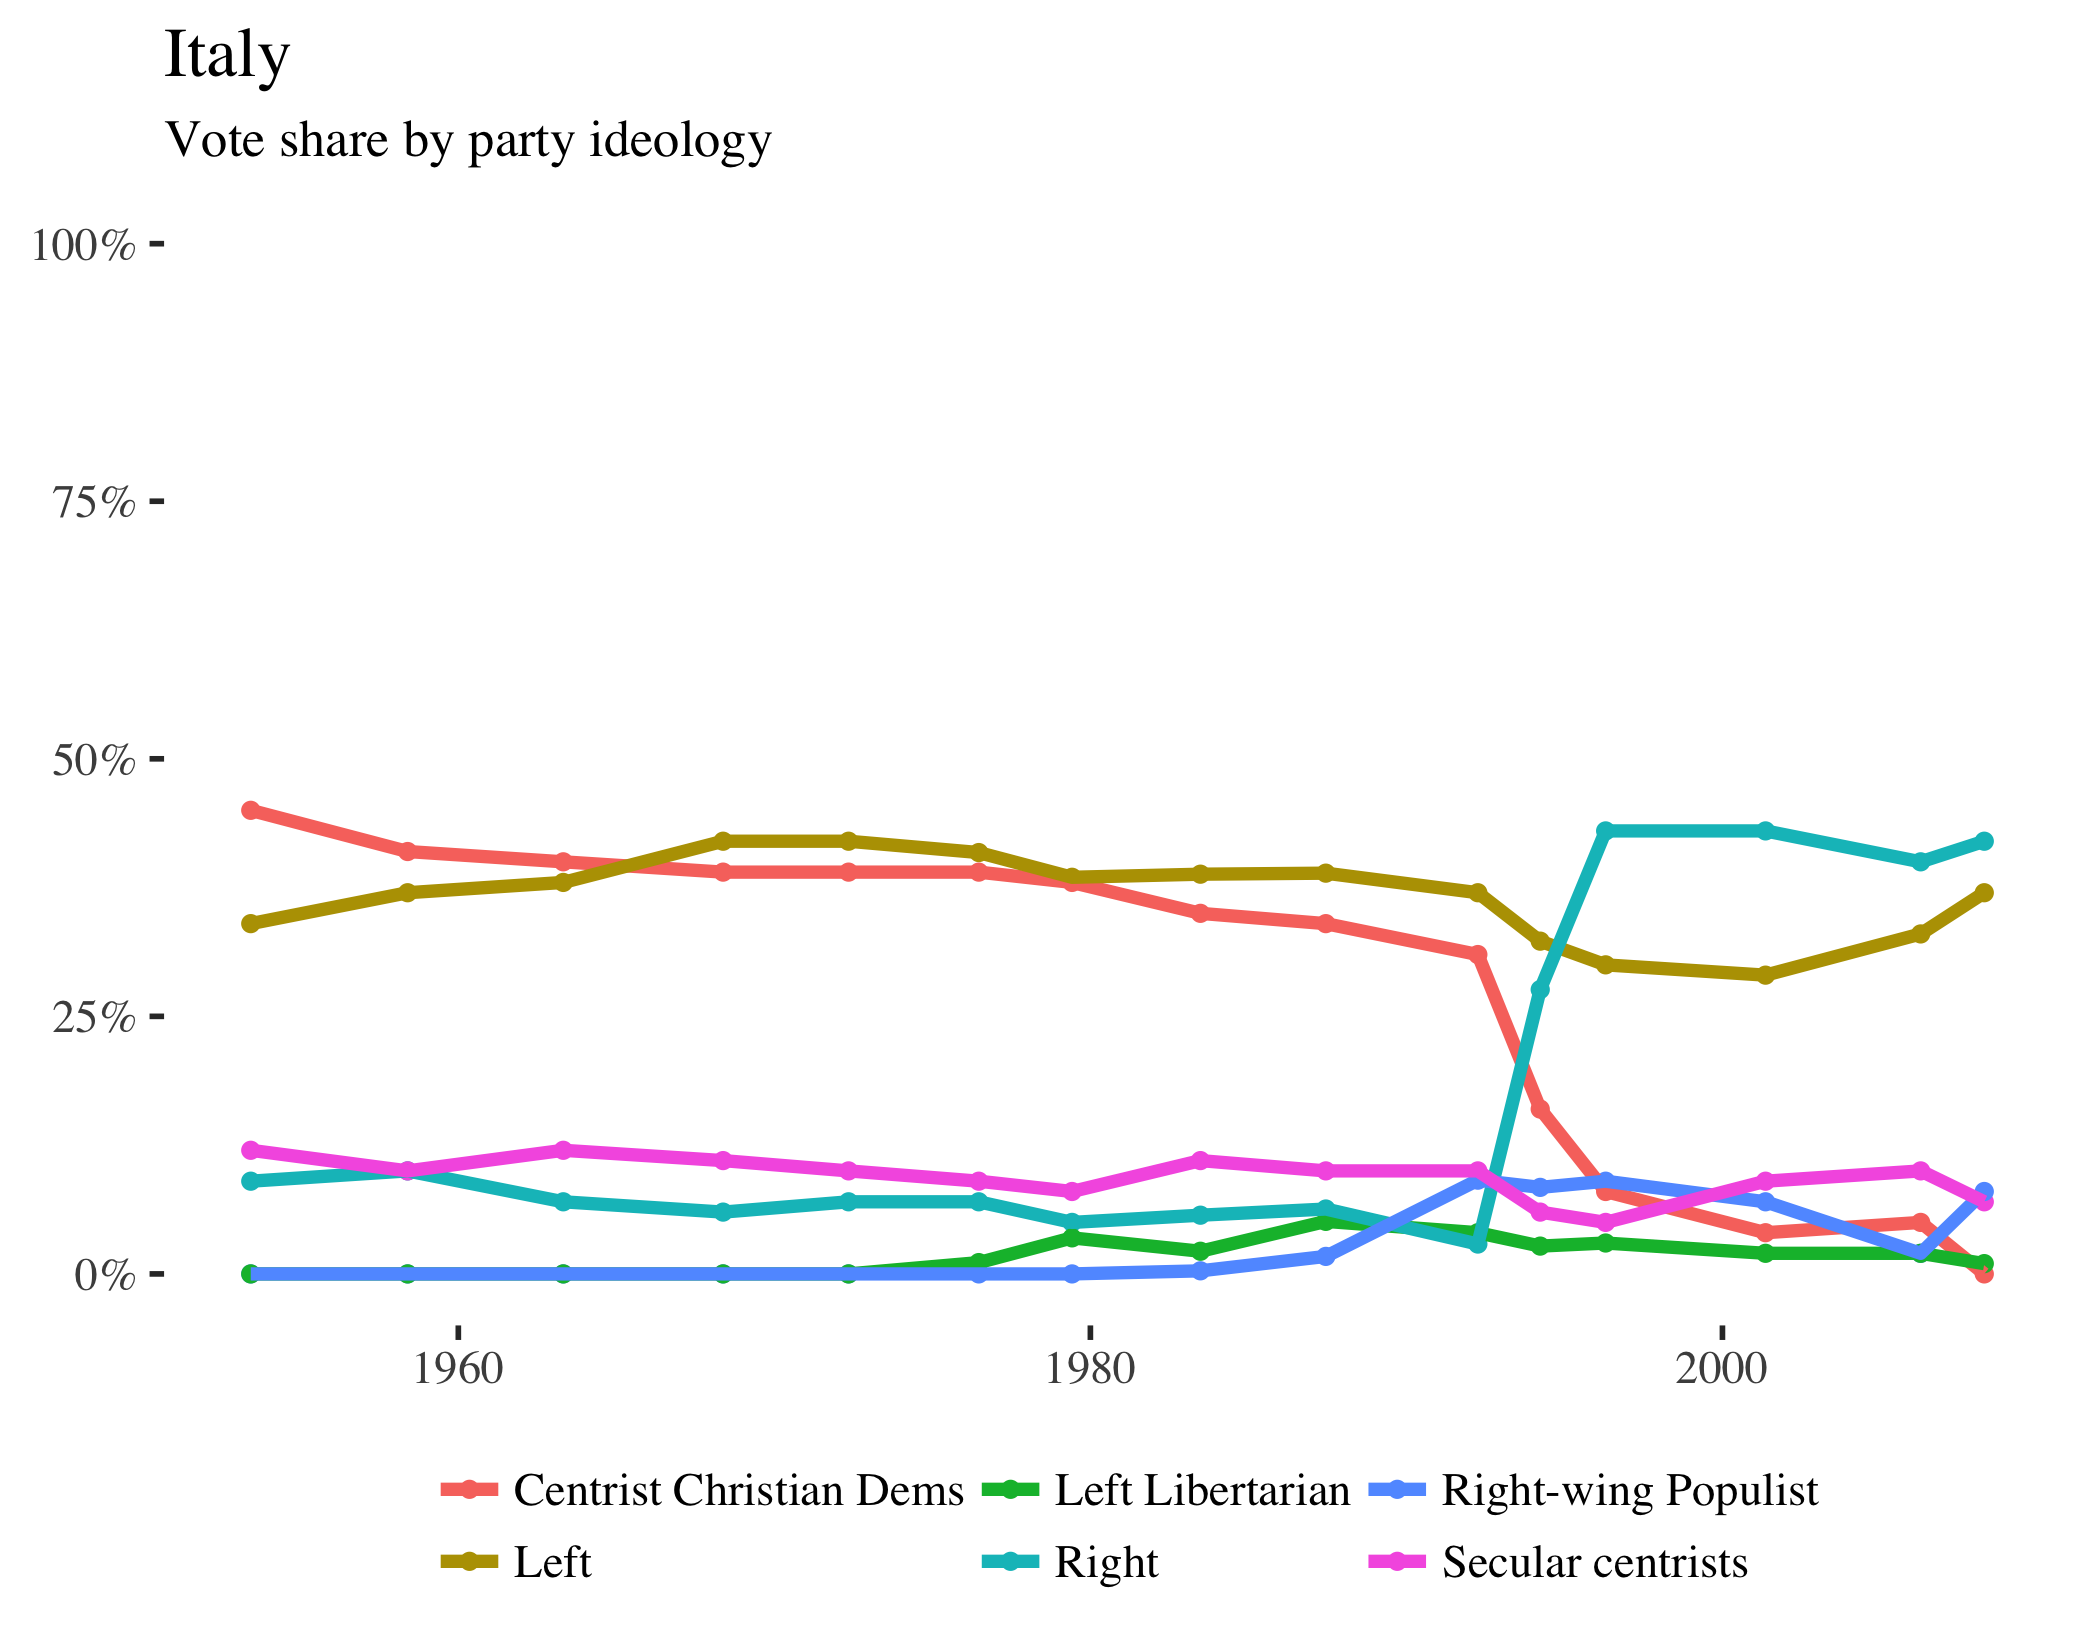 Italy
Vote share by party ideology
100%
75%
50%
25%
0%
1960 1980 2000
Centrist Christian Dems Left Libertarian Right-wing Populist
Left Right Secular centrists